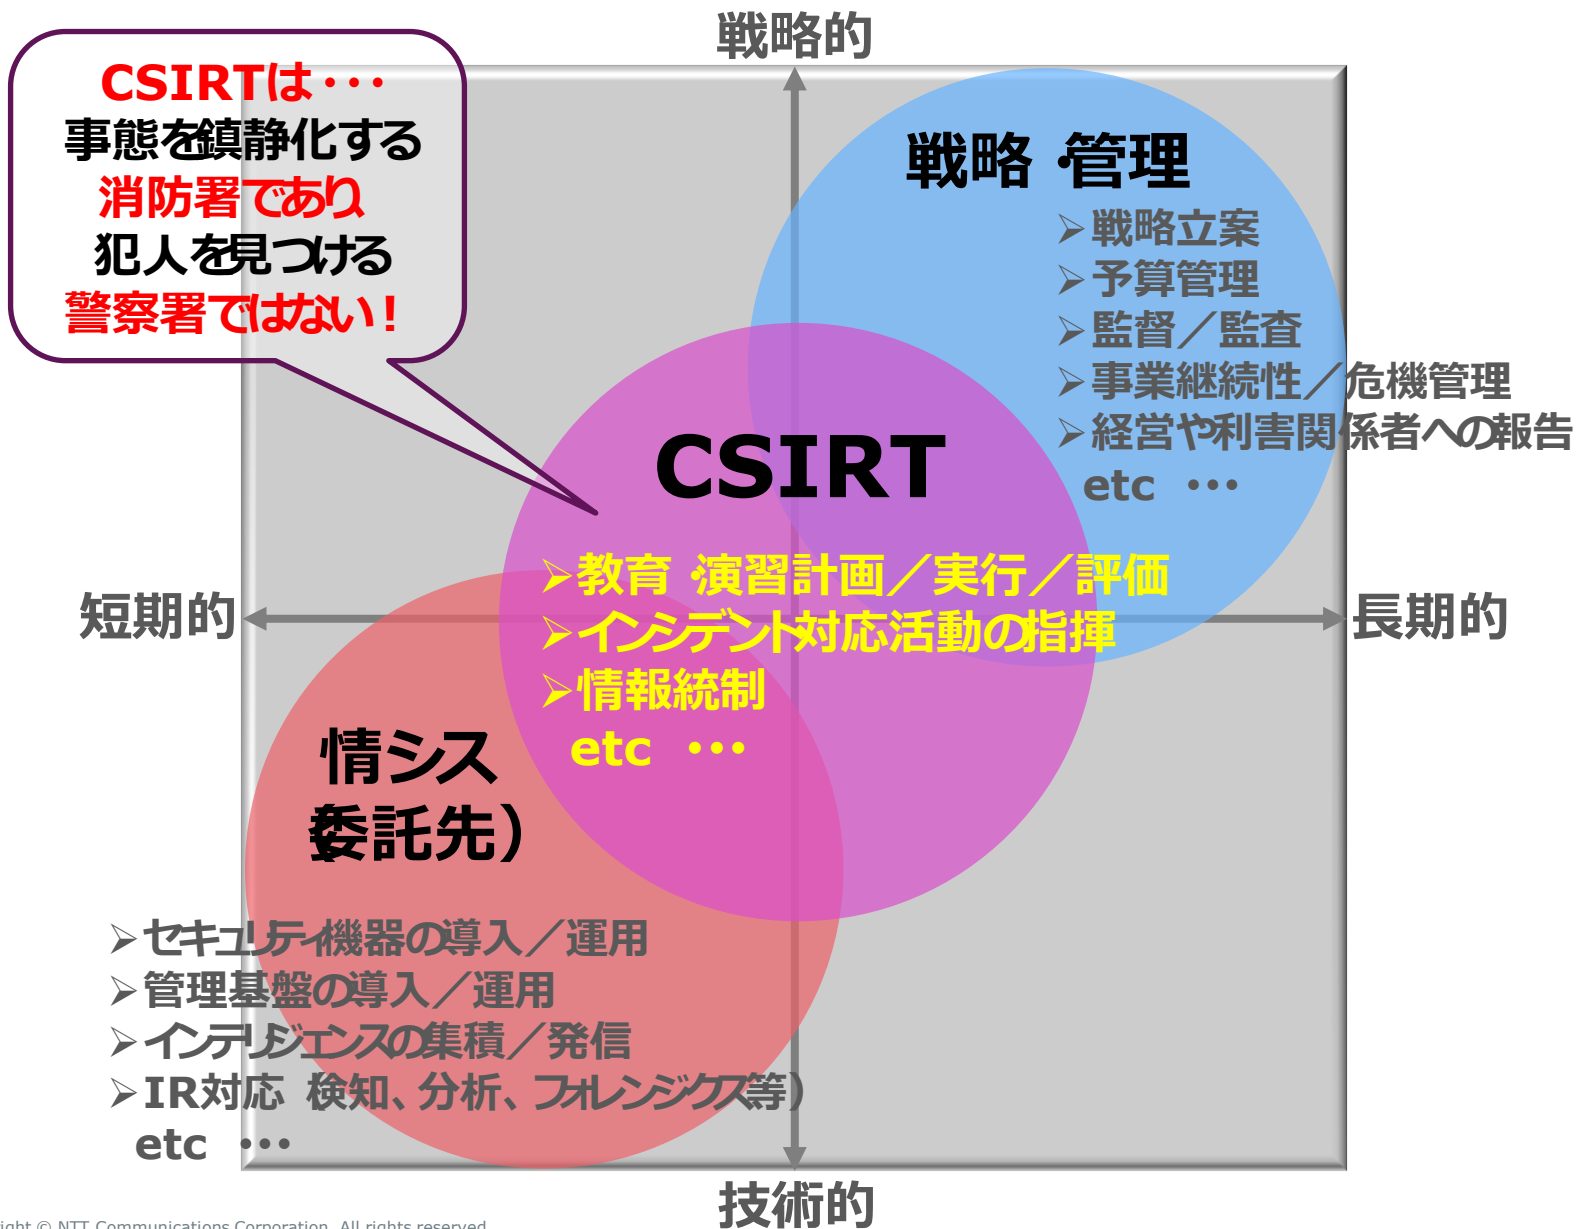 戦略的
CSIRTは・・・
事態を鎮静化する
消防署であり、
犯人を見つける
警察署ではない！
戦略・管理
➢戦略立案
➢予算管理
➢監督／監査
➢事業継続性／危機管理
➢経営や利害関係者への報告
etc ・・・
CSIRT
➢教育・演習計画／実行／評価
➢インシデント対応活動の指揮
➢情報統制
etc ・・・
短期的
長期的
情シス
（委託先）
➢セキュリティ機器の導入／運用
➢管理基盤の導入／運用
➢インテリジェンスの集積／発信
➢IR対応（検知、分析、フォレンジクス等）
etc ・・・
技術的
ight © NTT Communications Corporation. All rights reserved.